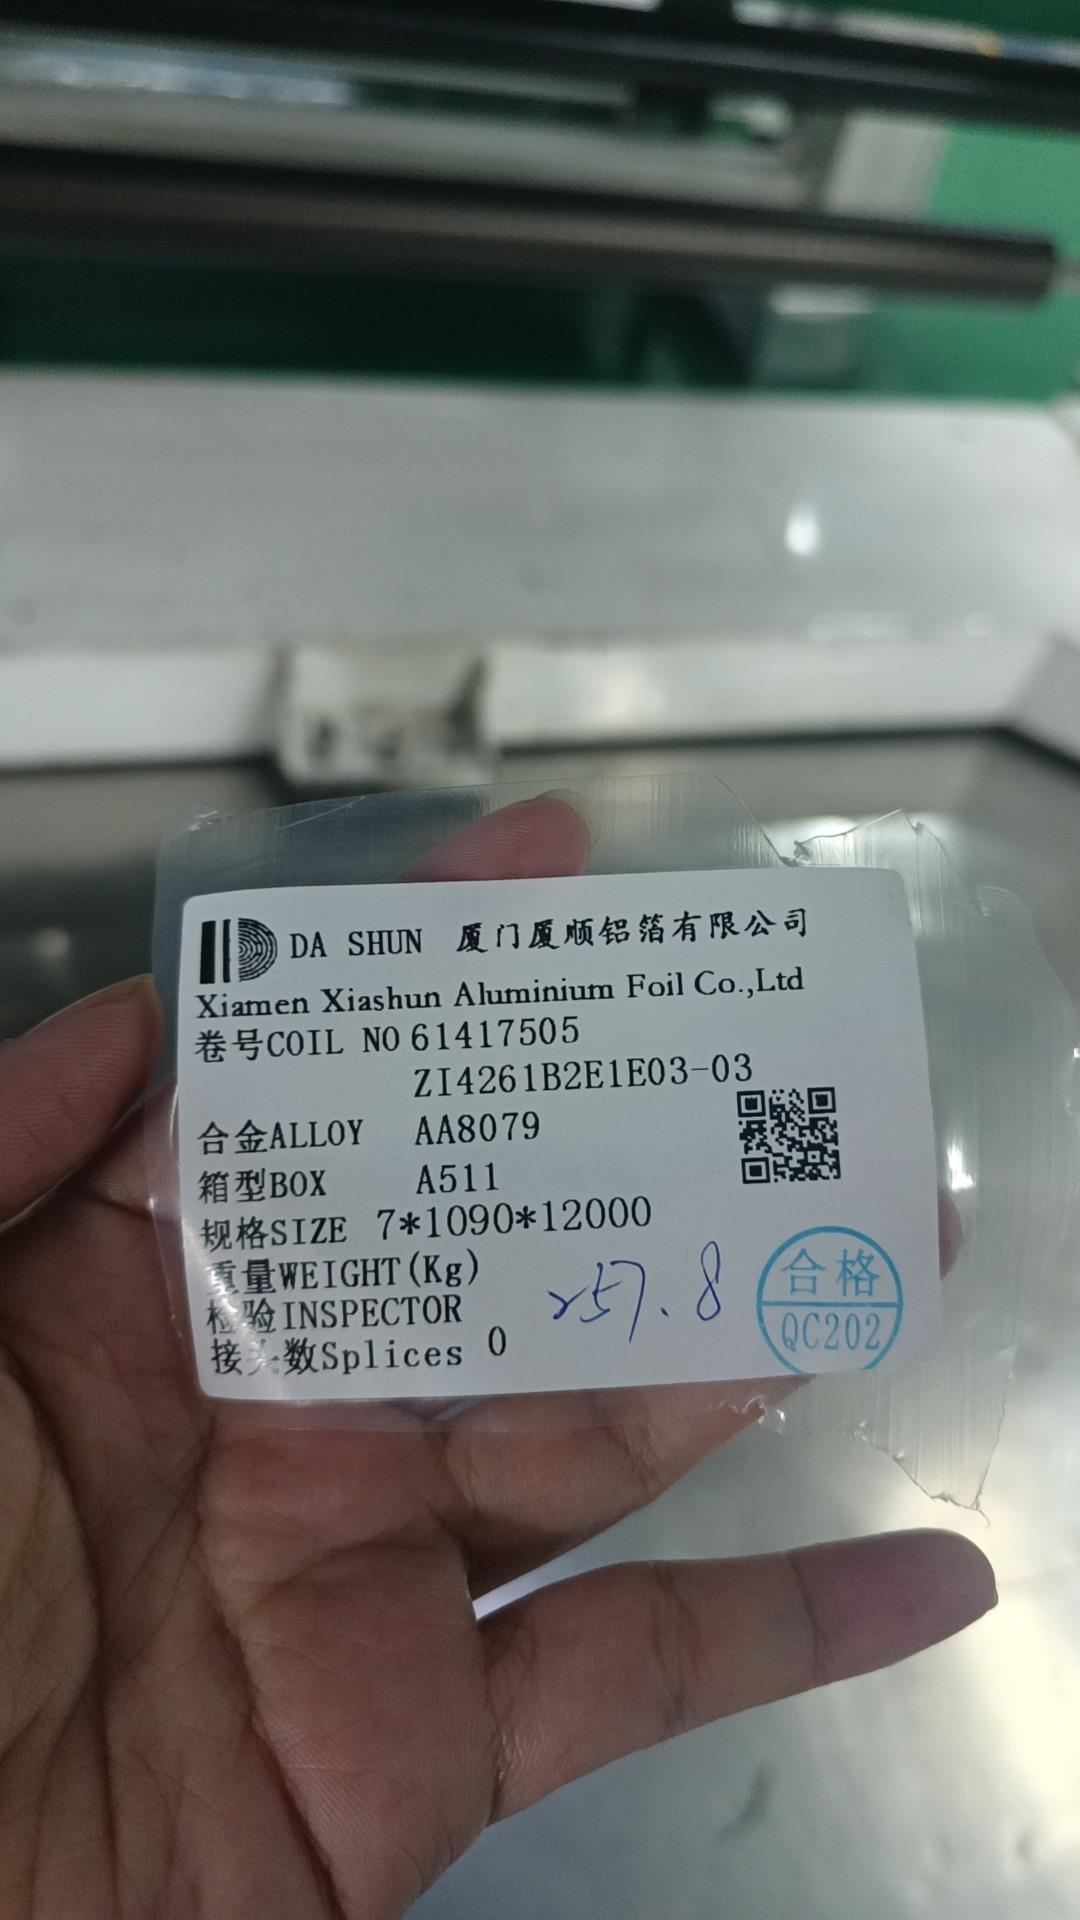 DA SHUN 厦门厦顺铝箔有限公司
Xiamen Xiashun Aluminium Foil Co.,Ltd
卷号COIL NO 61417505
ZI4261B2E1E03-03
合金ALLOY AA8079
箱型BOX A511
规格SIZE 7*1090*12000
重量WEIGHT(Kg) 257.8
检验INSPECTOR
接头数Splices 0
合格
QC202